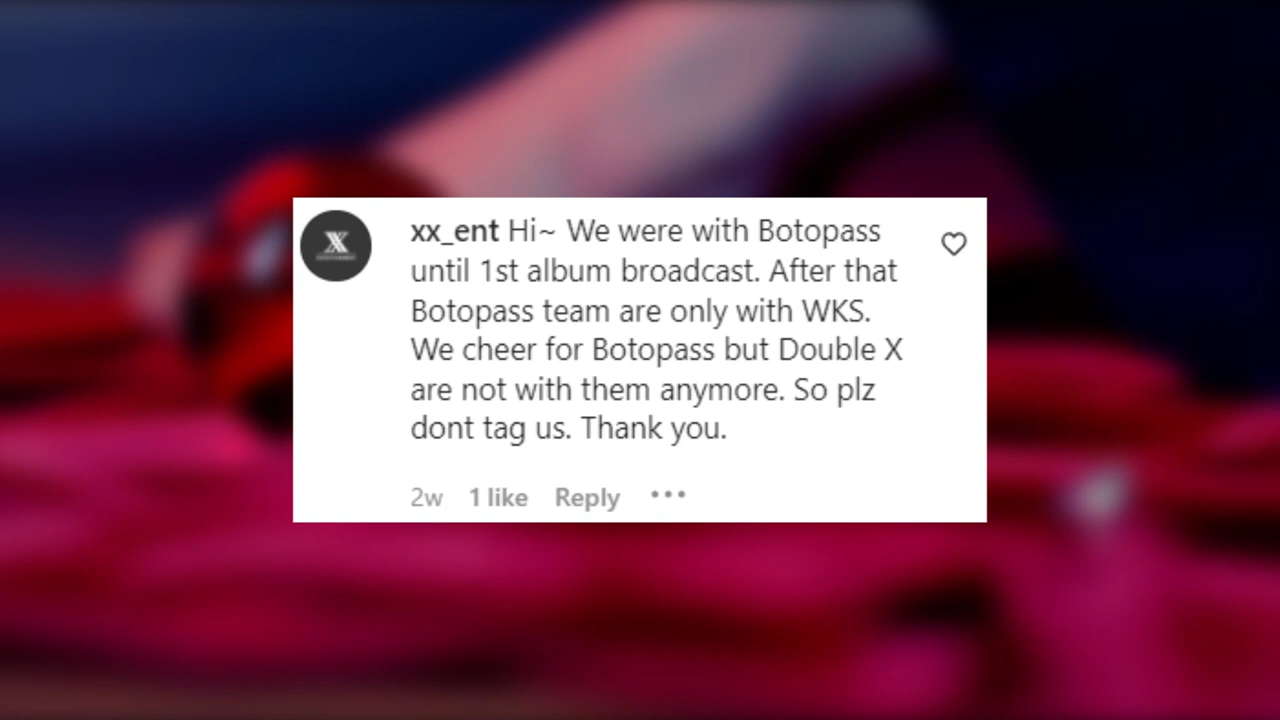 xx_ent Hi~ We were with Botopass
until 1st album broadcast. After that
Botopass team are only with WKS.
We cheer for Botopass but Double X
are not with them anymore. So plz
dont tag us. Thank you.
2w 1 like Reply •••